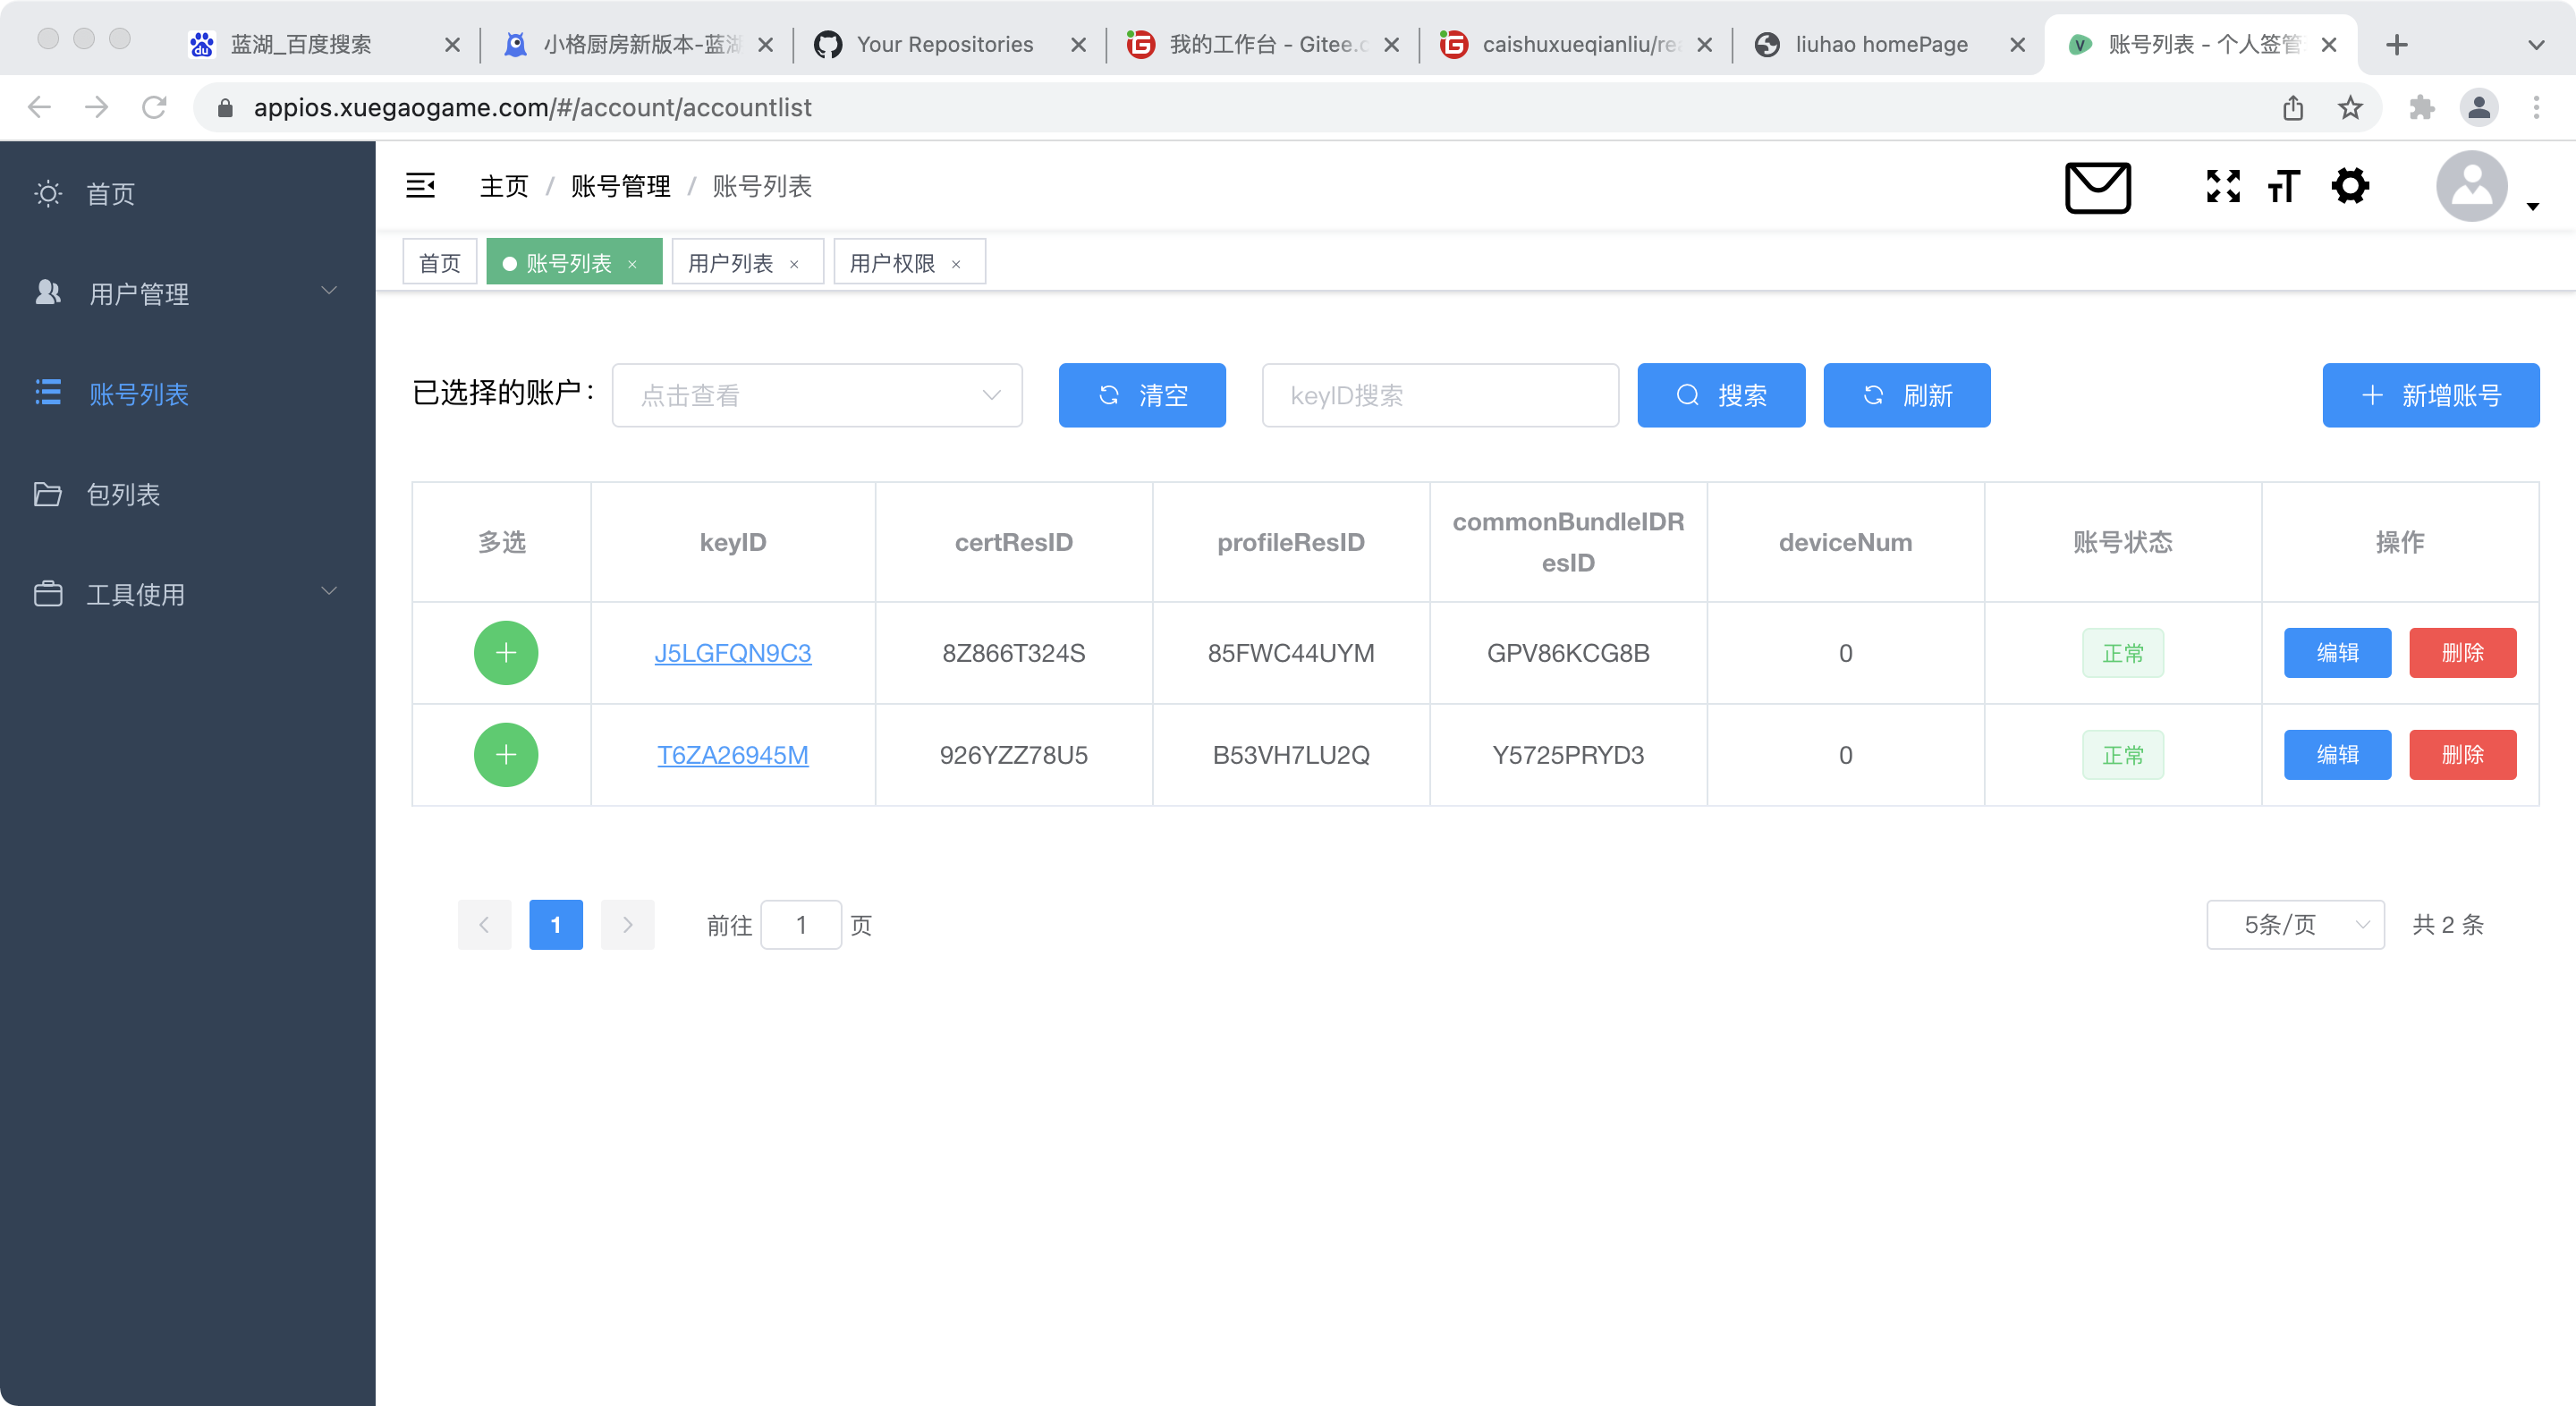 蓝湖_百度搜索
小格厨房新版本-蓝湖
Your Repositories
我的工作台 - Gitee.c
caishuxueqianliu/rea
liuhao homePage
账号列表 - 个人签管
appios.xuegaogame.com/#/account/accountlist
首页
用户管理
账号列表
包列表
工具使用
主页 / 账号管理 / 账号列表
首页
账号列表
用户列表
用户权限
已选择的账户：
点击查看
清空
keyID搜索
搜索
刷新
新增账号
多选
keyID
certResID
profileResID
commonBundleIDR
esID
deviceNum
账号状态
操作
J5LGFQN9C3
8Z866T324S
85FWC44UYM
GPV86KCG8B
0
正常
编辑
删除
T6ZA26945M
926YZZ78U5
B53VH7LU2Q
Y5725PRYD3
0
正常
编辑
删除
1
前往 1 页
5条/页
共 2 条